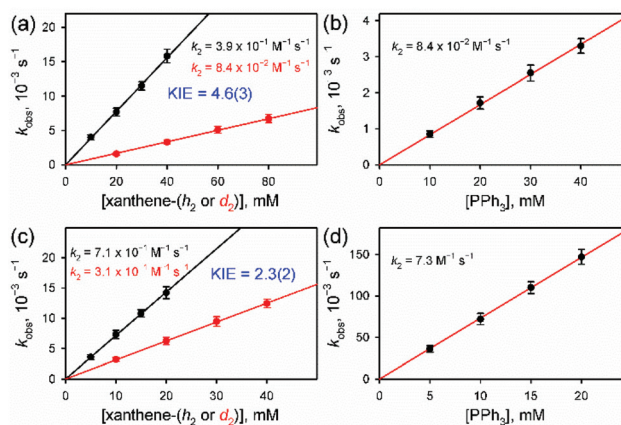 (a)
k_obs, 10⁻³ s⁻¹
20
15
10
5
0
k₂ = 3.9 x 10⁻¹ M⁻¹ s⁻¹
k₂ = 8.4 x 10⁻² M⁻¹ s⁻¹
KIE = 4.6(3)
0 20 40 60 80
[xanthene-(h₂ or d₂)], mM
(b)
k_obs, 10 ³ s⁻¹
4
3
2
1
0
k₂ = 8.4 x 10⁻² M⁻¹ s⁻¹
0 10 20 30 40
[PPh₃], mM
(c)
k_obs, 10⁻³ s⁻¹
25
20
15
10
5
0
k₂ = 7.1 x 10⁻¹ M⁻¹ s⁻¹
k₂ = 3.1 x 10⁻¹ M⁻¹ s⁻¹
KIE = 2.3(2)
0 10 20 30 40
[xanthene-(h₂ or d₂)], mM
(d)
k_obs, 10⁻³ s⁻¹
150
100
50
0
k₂ = 7.3 M⁻¹ s⁻¹
0 5 10 15 20
[PPh₃], mM